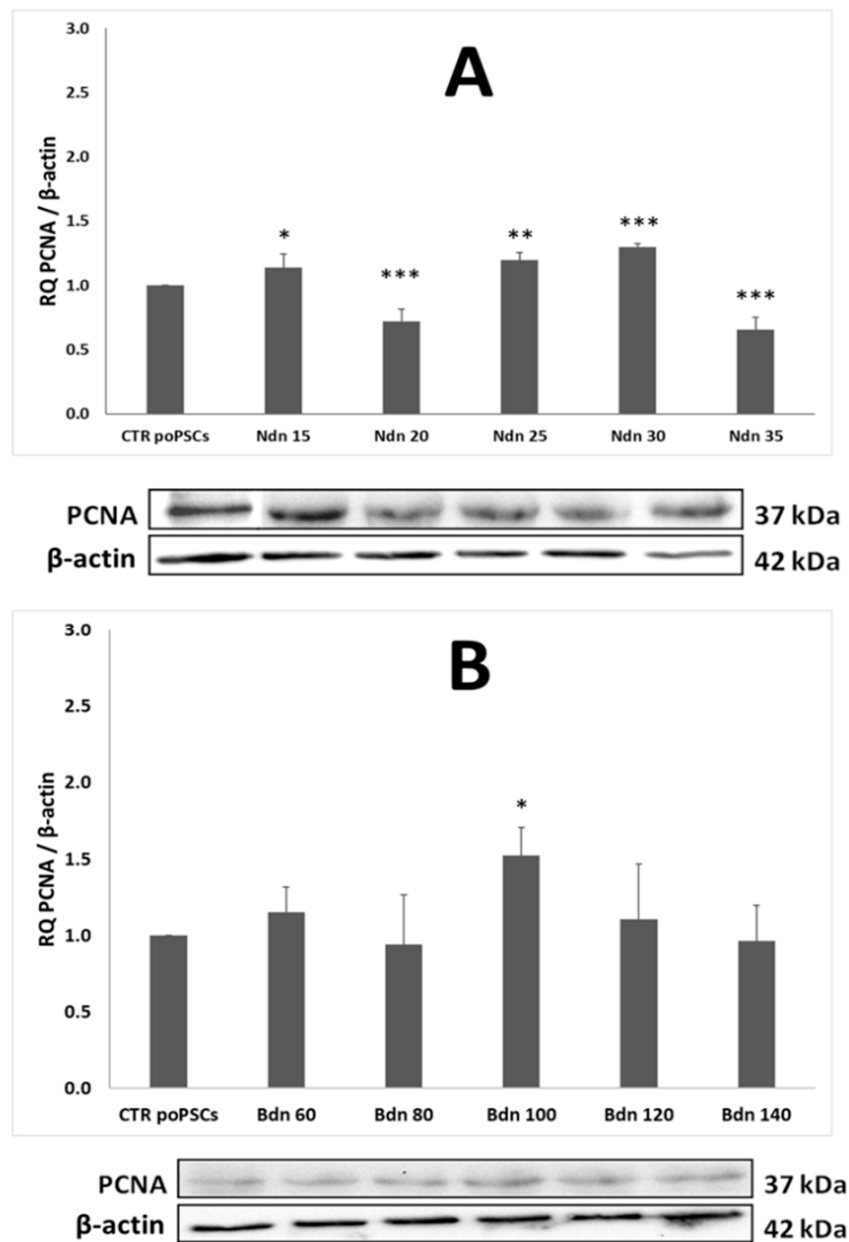 A
RQ PCNA / β-actin
3.0
2.5
2.0
1.5
1.0
0.5
0.0
*
***
**
***
***
CTR poPSCs Ndn 15 Ndn 20 Ndn 25 Ndn 30 Ndn 35
PCNA 37 kDa
β-actin 42 kDa
B
RQ PCNA / β-actin
3.0
2.5
2.0
1.5
1.0
0.5
0.0
*
CTR poPSCs Bdn 60 Bdn 80 Bdn 100 Bdn 120 Bdn 140
PCNA 37 kDa
β-actin 42 kDa